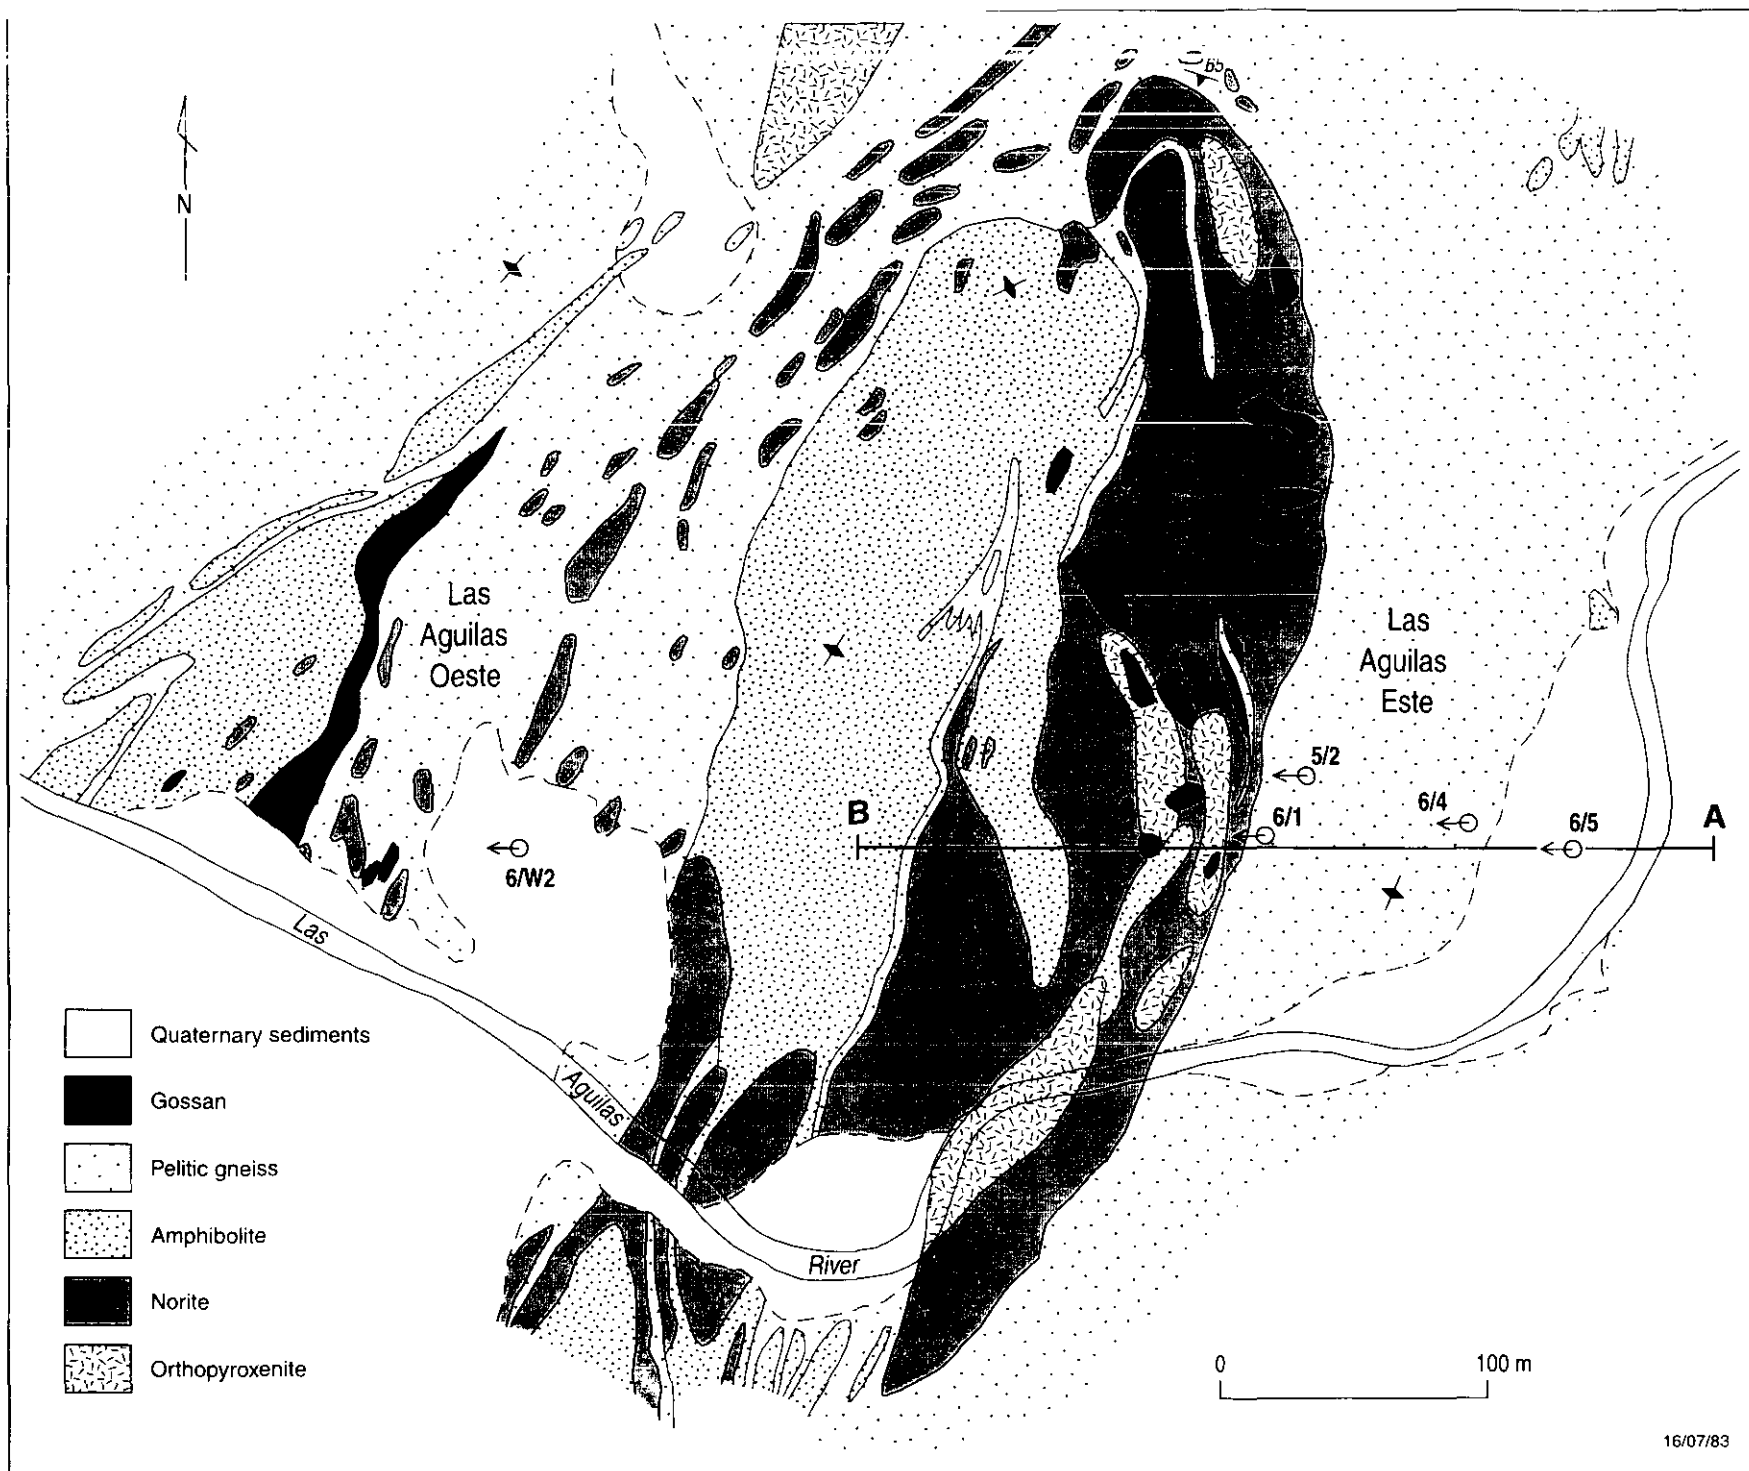 65
N
Las
Aguilas
Oeste
Las
Aguilas
Este
5/2
6/1
6/4
6/5
B
A
6/W2
Las
Aguilas
River
Quaternary sediments
Gossan
Pelitic gneiss
Amphibolite
Norite
Orthopyroxenite
0
100 m
16/07/83